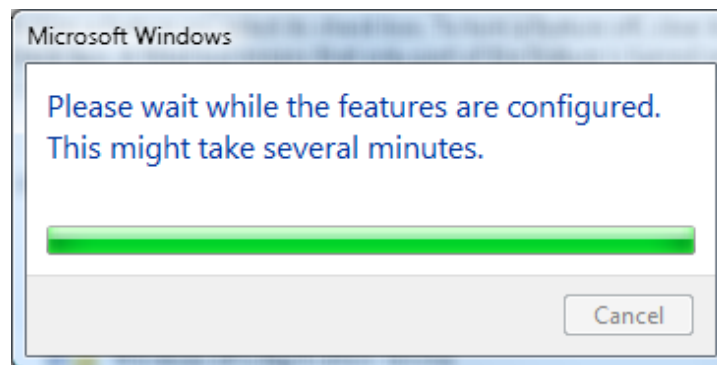 Microsoft Windows
Please wait while the features are configured.
This might take several minutes.
Cancel